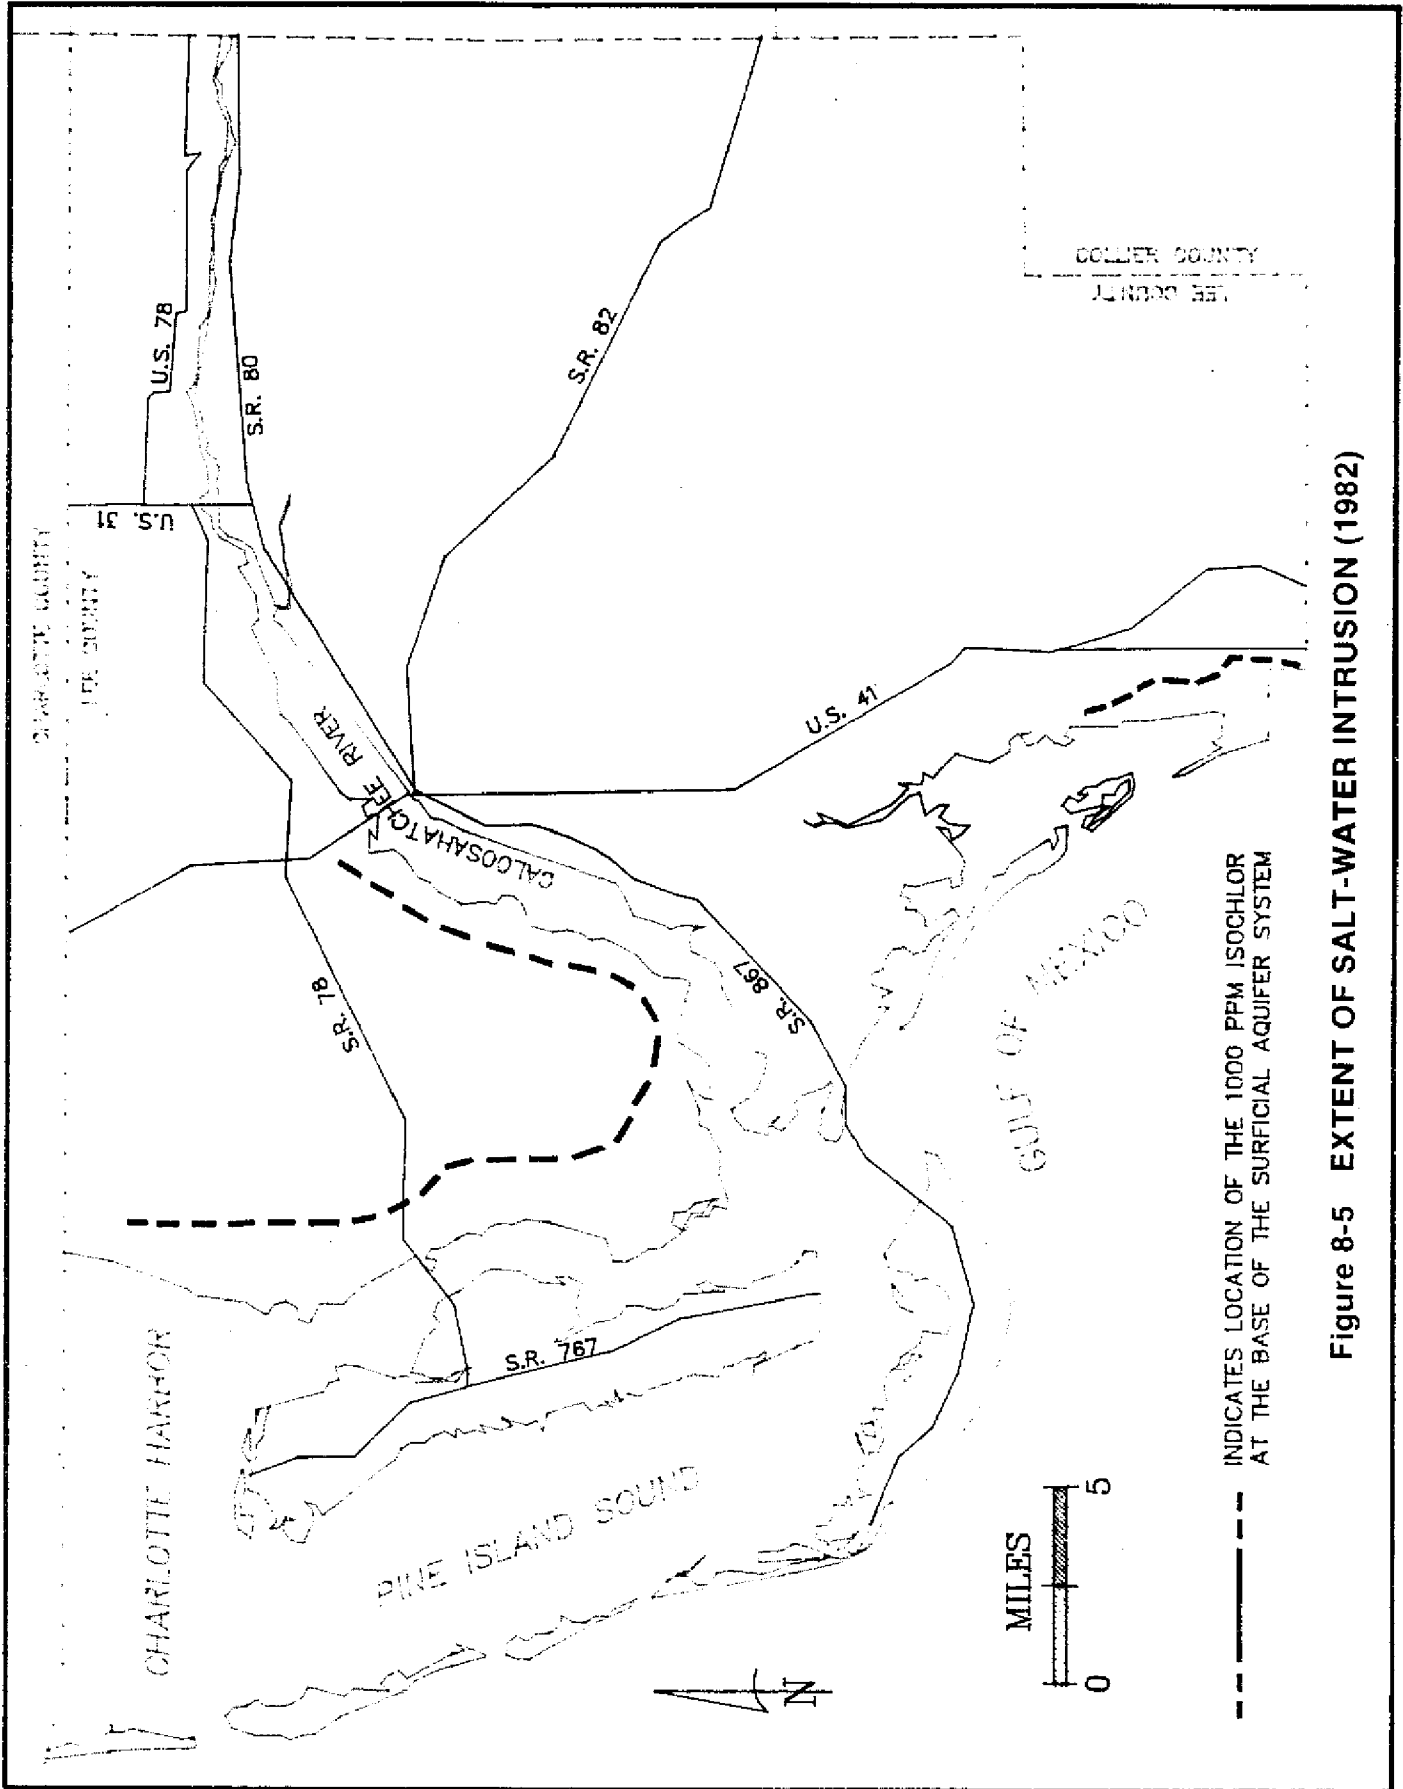 CHARLOTTE COUNTY
LEE COUNTY
U.S. 31
U.S. 78
S.R. 80
S.R. 82
COLLIER COUNTY
LEE COUNTY
CALOOSAHATCHEE RIVER
U.S. 41
S.R. 78
S.R. 867
CHARLOTTE HARBOR
S.R. 767
PINE ISLAND SOUND
GULF OF MEXICO
N
MILES
0 5
INDICATES LOCATION OF THE 1000 PPM ISOCHLOR
AT THE BASE OF THE SURFICIAL AQUIFER SYSTEM
Figure 8-5 EXTENT OF SALT-WATER INTRUSION (1982)